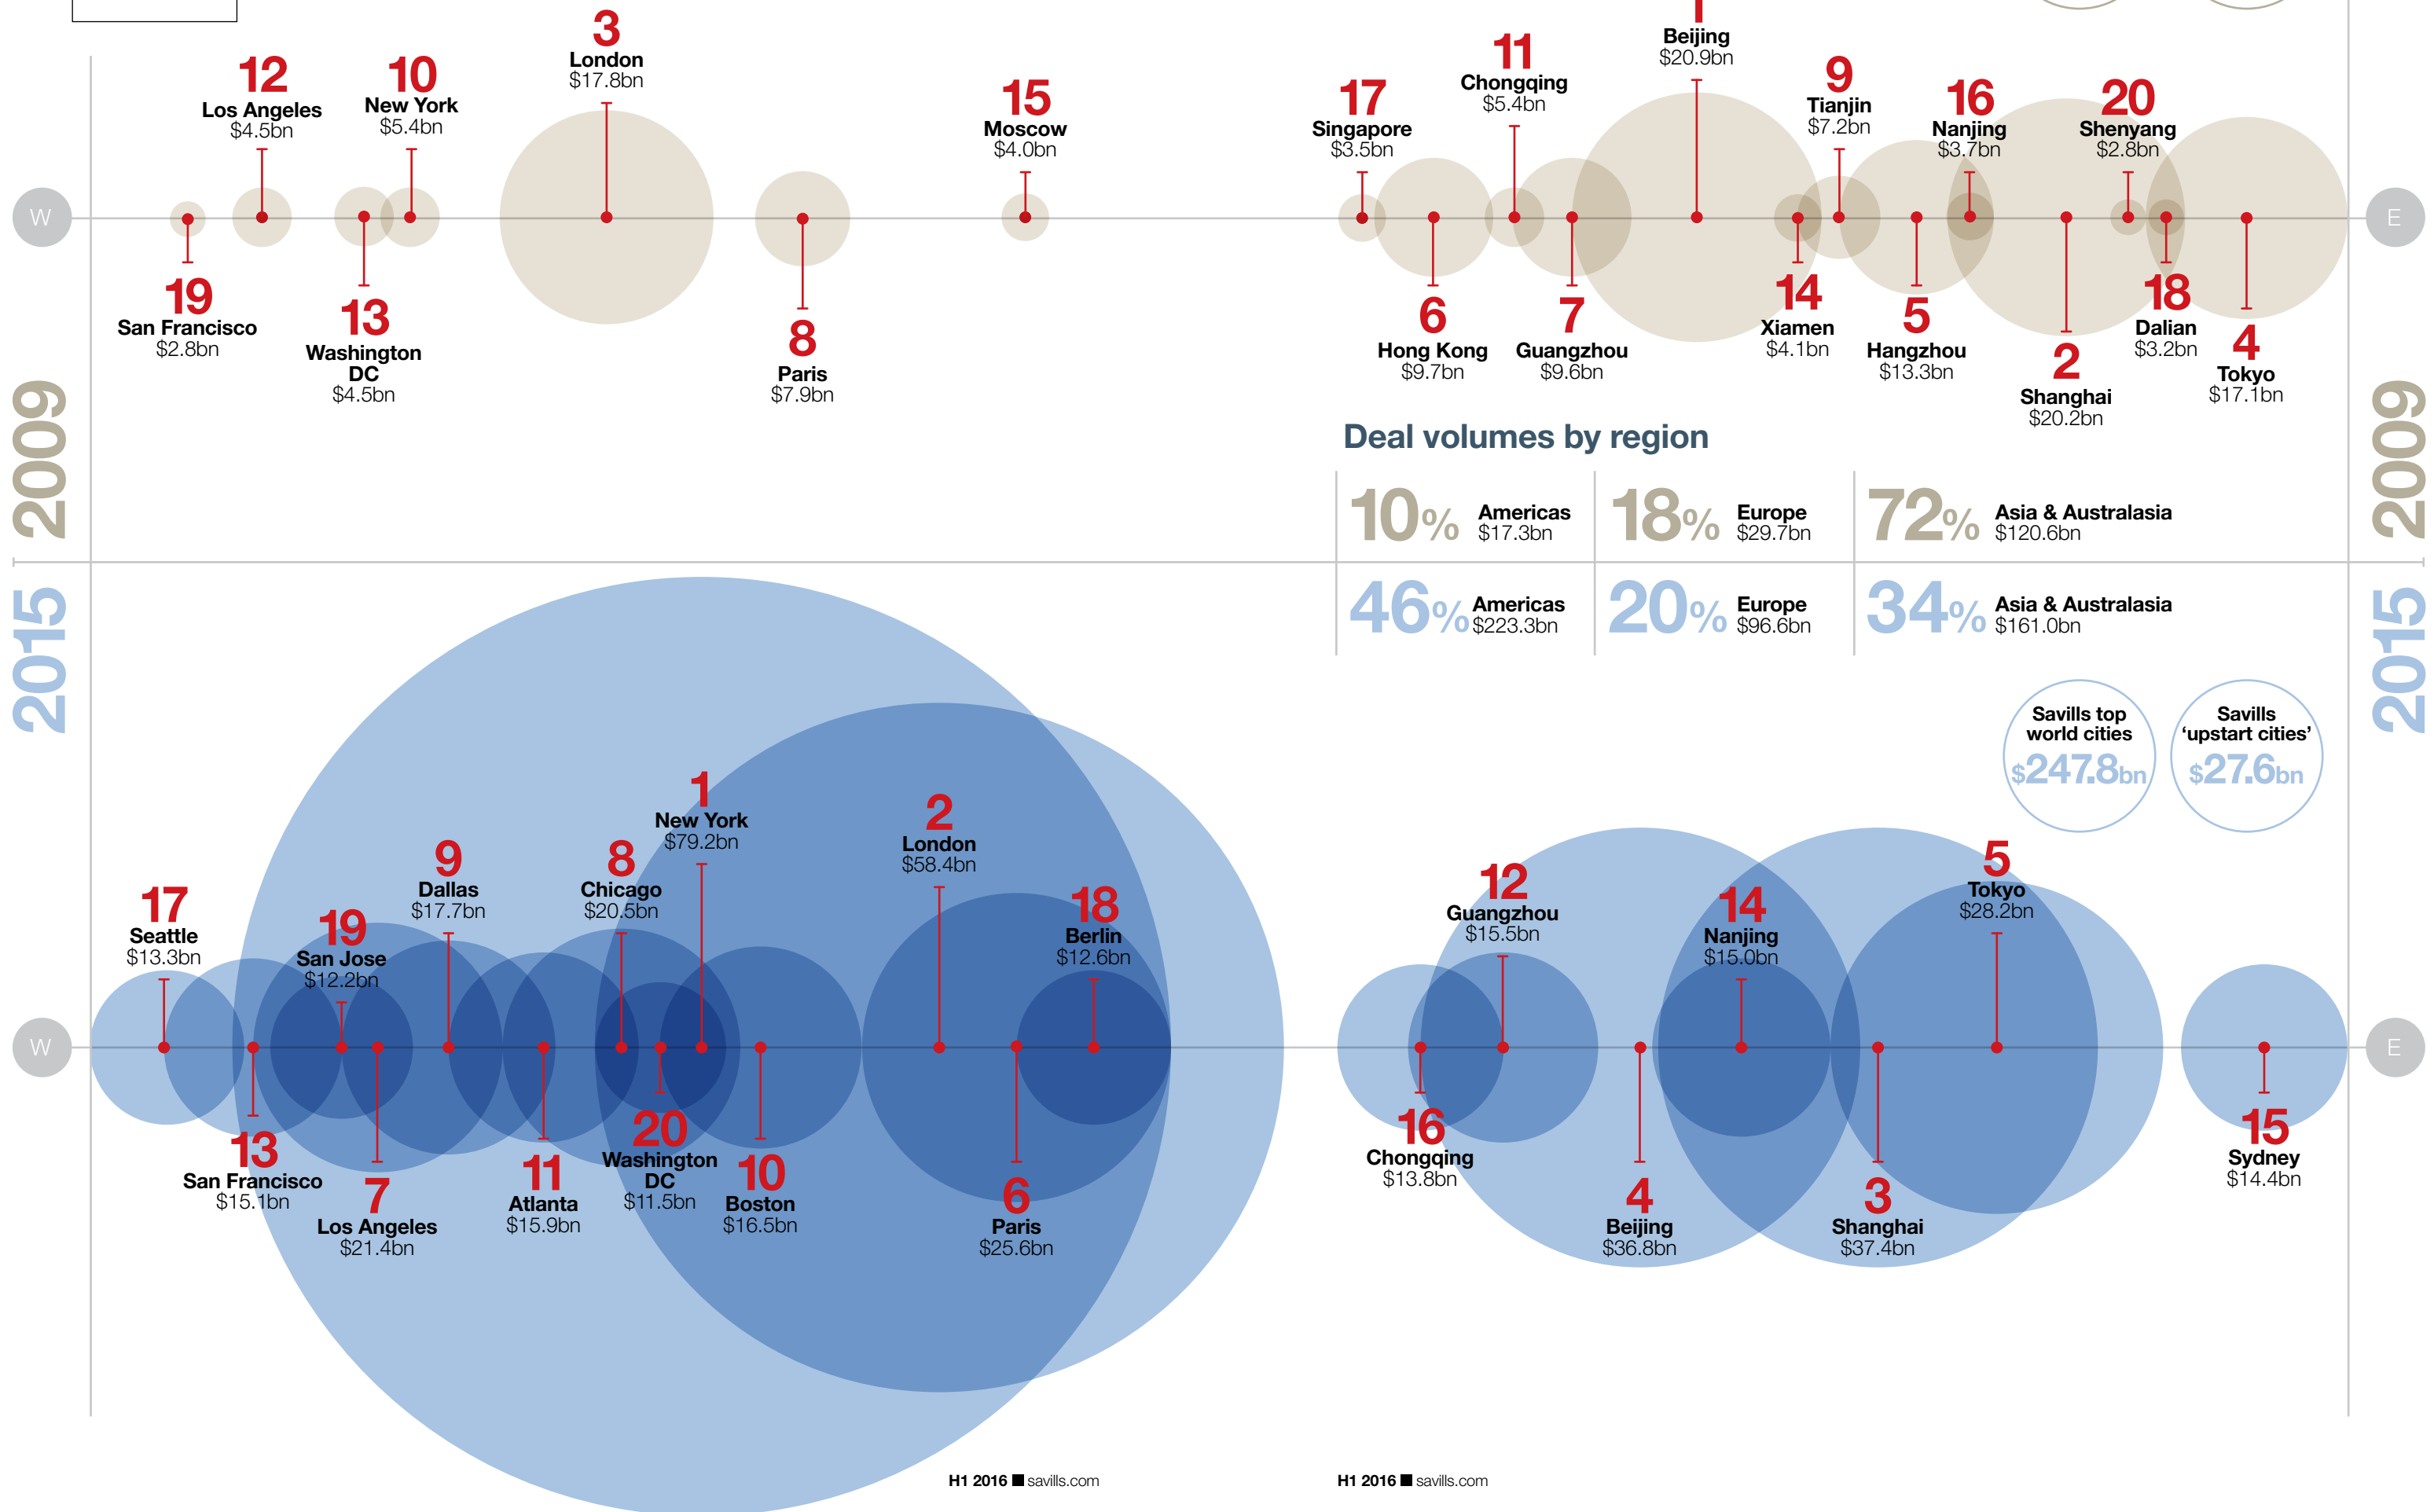 1
Beijing
$20.9bn
3
London
$17.8bn
12
Los Angeles
$4.5bn
10
New York
$5.4bn
15
Moscow
$4.0bn
17
Singapore
$3.5bn
11
Chongqing
$5.4bn
9
Tianjin
$7.2bn
16
Nanjing
$3.7bn
20
Shenyang
$2.8bn
W
E
19
San Francisco
$2.8bn
13
Washington
DC
$4.5bn
8
Paris
$7.9bn
6
Hong Kong
$9.7bn
7
Guangzhou
$9.6bn
14
Xiamen
$4.1bn
5
Hangzhou
$13.3bn
2
Shanghai
$20.2bn
18
Dalian
$3.2bn
4
Tokyo
$17.1bn
2009
2009
Deal volumes by region
10% Americas
$17.3bn
18% Europe
$29.7bn
72% Asia & Australasia
$120.6bn
46% Americas
$223.3bn
20% Europe
$96.6bn
34% Asia & Australasia
$161.0bn
2015
2015
Savills top
world cities
$247.8bn
Savills
‘upstart cities’
$27.6bn
17
Seattle
$13.3bn
19
San Jose
$12.2bn
9
Dallas
$17.7bn
8
Chicago
$20.5bn
1
New York
$79.2bn
2
London
$58.4bn
18
Berlin
$12.6bn
12
Guangzhou
$15.5bn
14
Nanjing
$15.0bn
5
Tokyo
$28.2bn
W
E
13
San Francisco
$15.1bn
7
Los Angeles
$21.4bn
11
Atlanta
$15.9bn
20
Washington
DC
$11.5bn
10
Boston
$16.5bn
6
Paris
$25.6bn
16
Chongqing
$13.8bn
4
Beijing
$36.8bn
3
Shanghai
$37.4bn
15
Sydney
$14.4bn
H1 2016 ■ savills.com
H1 2016 ■ savills.com